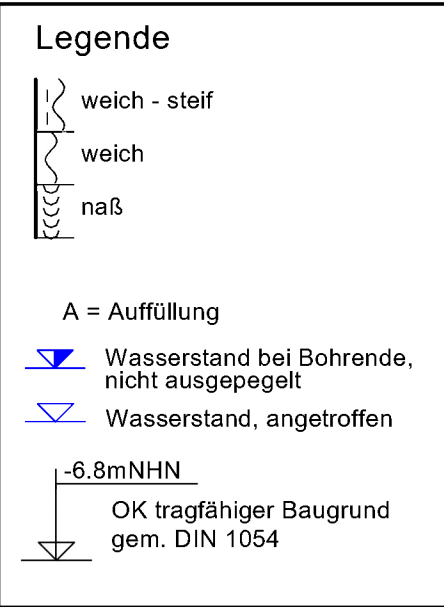 Legende
weich - steif
weich
naß
A = Auffüllung
Wasserstand bei Bohrende,
nicht ausgepegelt
Wasserstand, angetroffen
-6.8mNHN
OK tragfähiger Baugrund
gem. DIN 1054